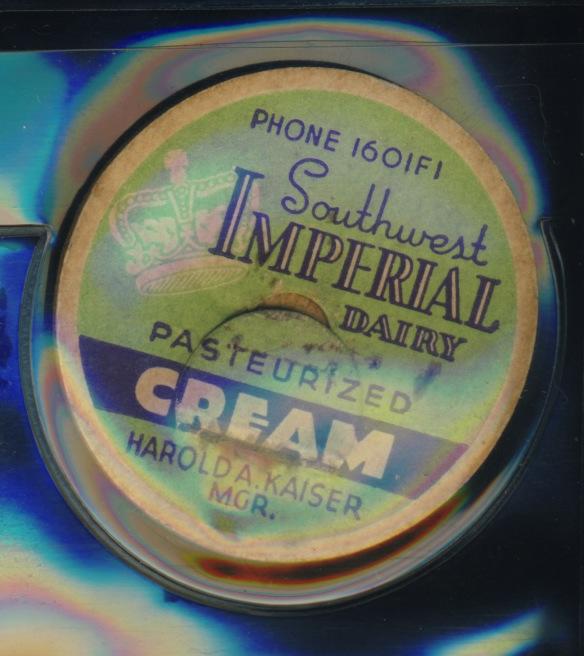 PHONE 1601F1
Southwest
IMPERIAL
DAIRY
PASTEURIZED
CREAM
HAROLD A. KAISER
MGR.